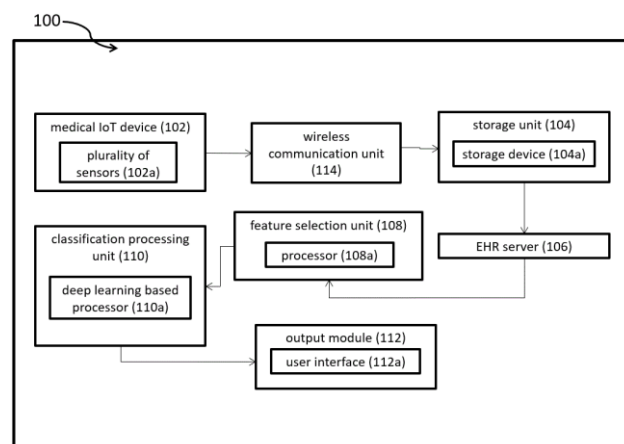 100
medical IoT device (102)
plurality of
sensors (102a)
wireless
communication unit
(114)
storage unit (104)
storage device (104a)
EHR server (106)
feature selection unit (108)
processor (108a)
classification processing
unit (110)
deep learning based
processor (110a)
output module (112)
user interface (112a)